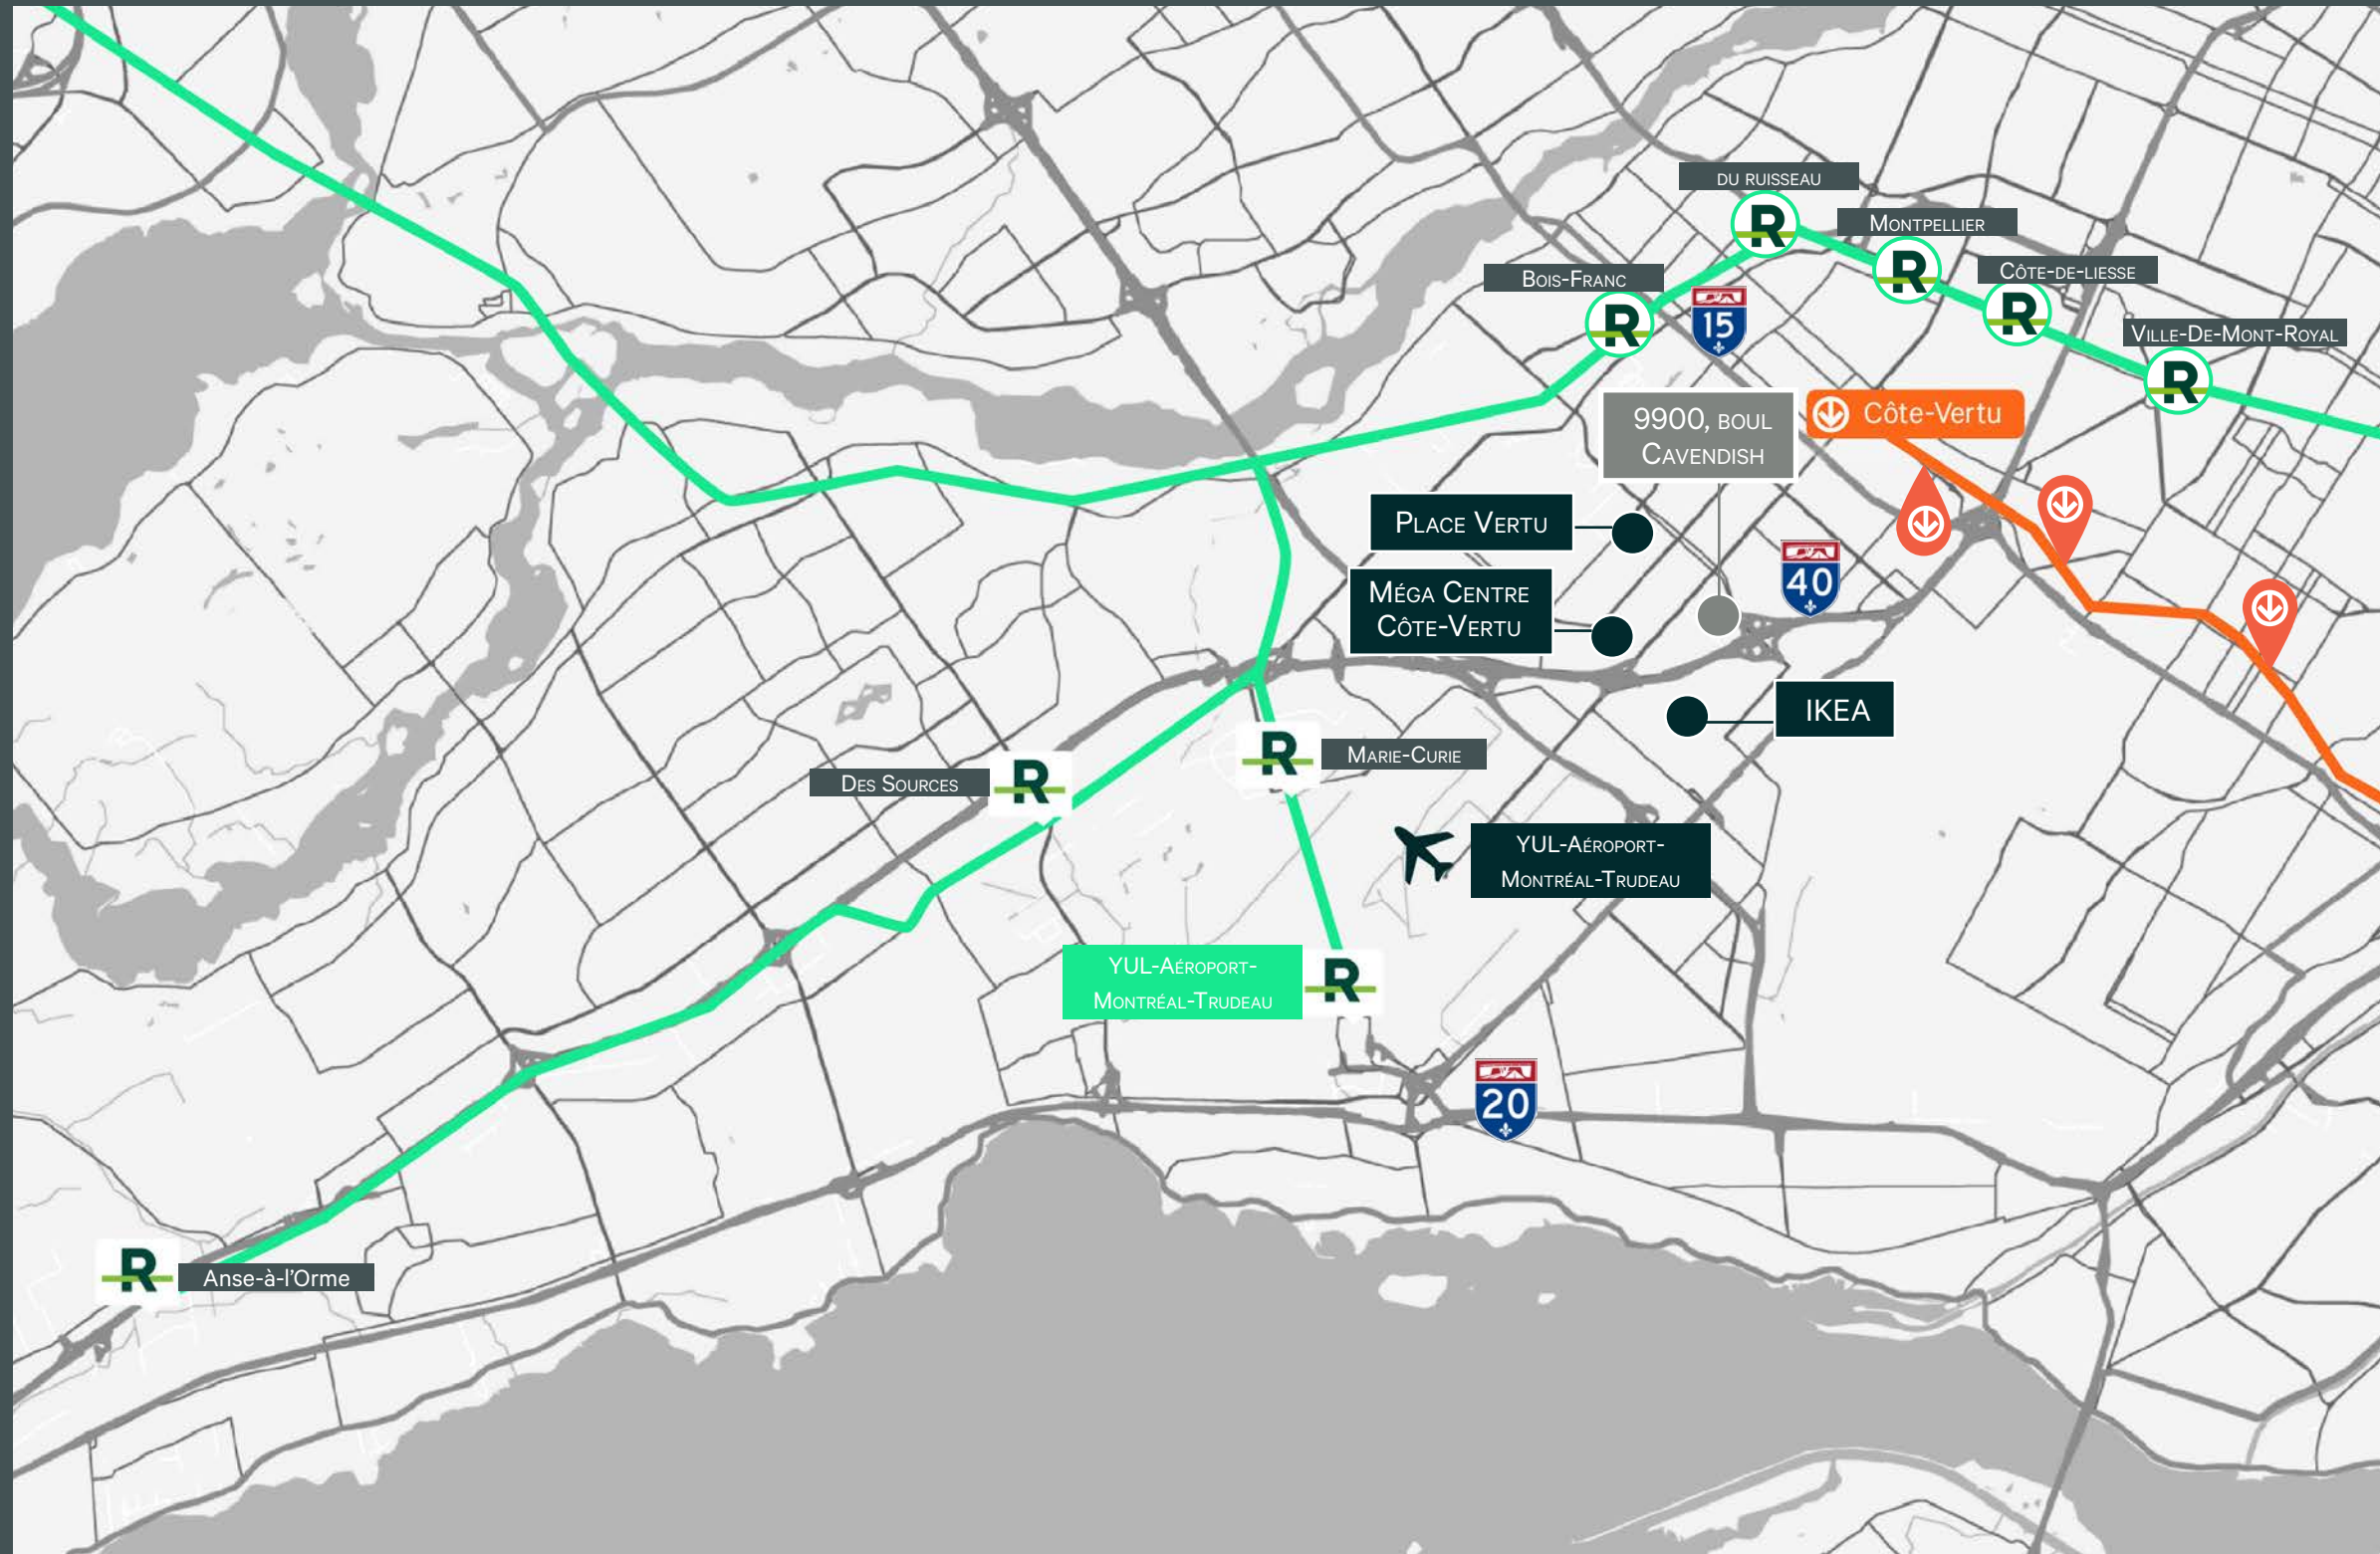 DU RUISSEAU
R
MONTPELLIER
R
CÔTE-DE-LIESSE
R
BOIS-FRANC
R
15
VILLE-DE-MONT-ROYAL
R
9900, BOUL
CAVENDISH
Côte-Vertu
PLACE VERTU
MÉGA CENTRE
CÔTE-VERTU
40
IKEA
R
MARIE-CURIE
DES SOURCES
R
YUL-AÉROPORT-
MONTRÉAL-TRUDEAU
YUL-AÉROPORT-
MONTRÉAL-TRUDEAU
R
20
R
Anse-à-l'Orme